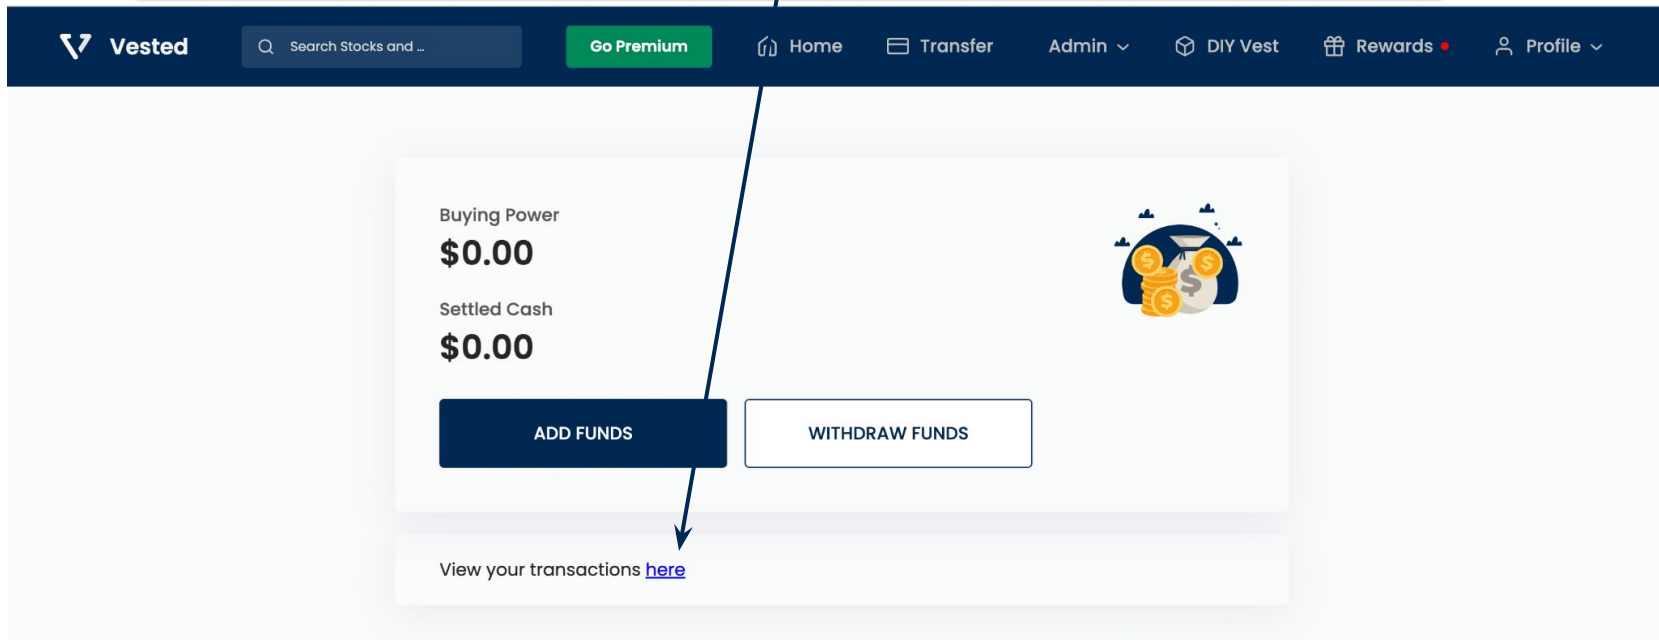 Vested Search Stocks and ... Go Premium Home Transfer Admin DIY Vest Rewards Profile
Buying Power
$0.00
Settled Cash
$0.00
ADD FUNDS WITHDRAW FUNDS
View your transactions here